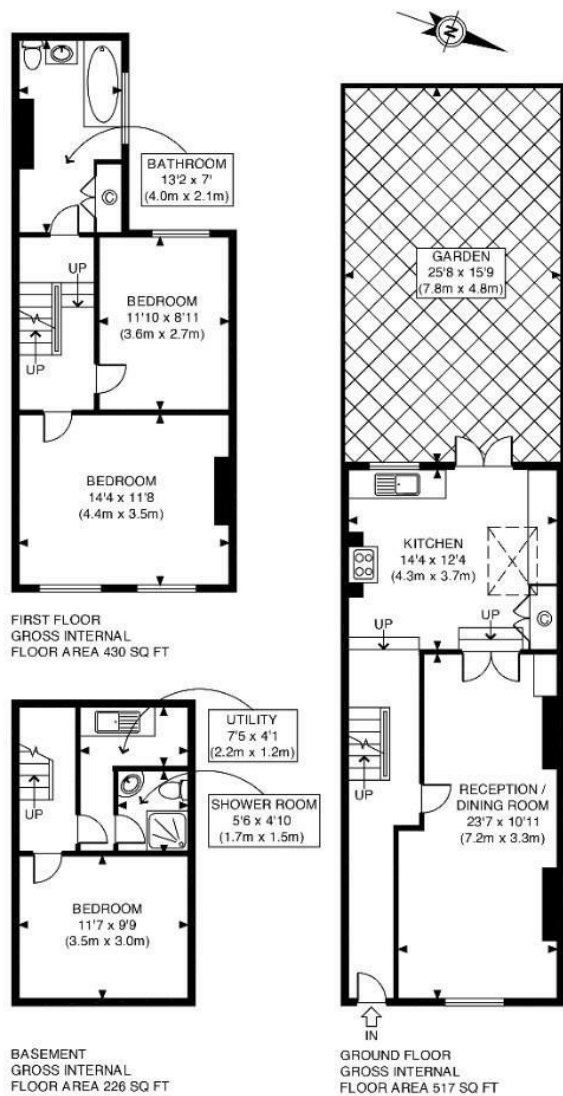 N
BATHROOM
13'2 x 7'
(4.0m x 2.1m)
C
UP
UP
BEDROOM
11'10 x 8'11
(3.6m x 2.7m)
BEDROOM
14'4 x 11'8
(4.4m x 3.5m)
FIRST FLOOR
GROSS INTERNAL
FLOOR AREA 430 SQ FT
GARDEN
25'8 x 15'9
(7.8m x 4.8m)
KITCHEN
14'4 x 12'4
(4.3m x 3.7m)
C
UP
UP
UP
RECEPTION /
DINING ROOM
23'7 x 10'11
(7.2m x 3.3m)
IN
GROUND FLOOR
GROSS INTERNAL
FLOOR AREA 517 SQ FT
UTILITY
7'5 x 4'1
(2.2m x 1.2m)
SHOWER ROOM
5'6 x 4'10
(1.7m x 1.5m)
UP
BEDROOM
11'7 x 9'9
(3.5m x 3.0m)
BASEMENT
GROSS INTERNAL
FLOOR AREA 226 SQ FT